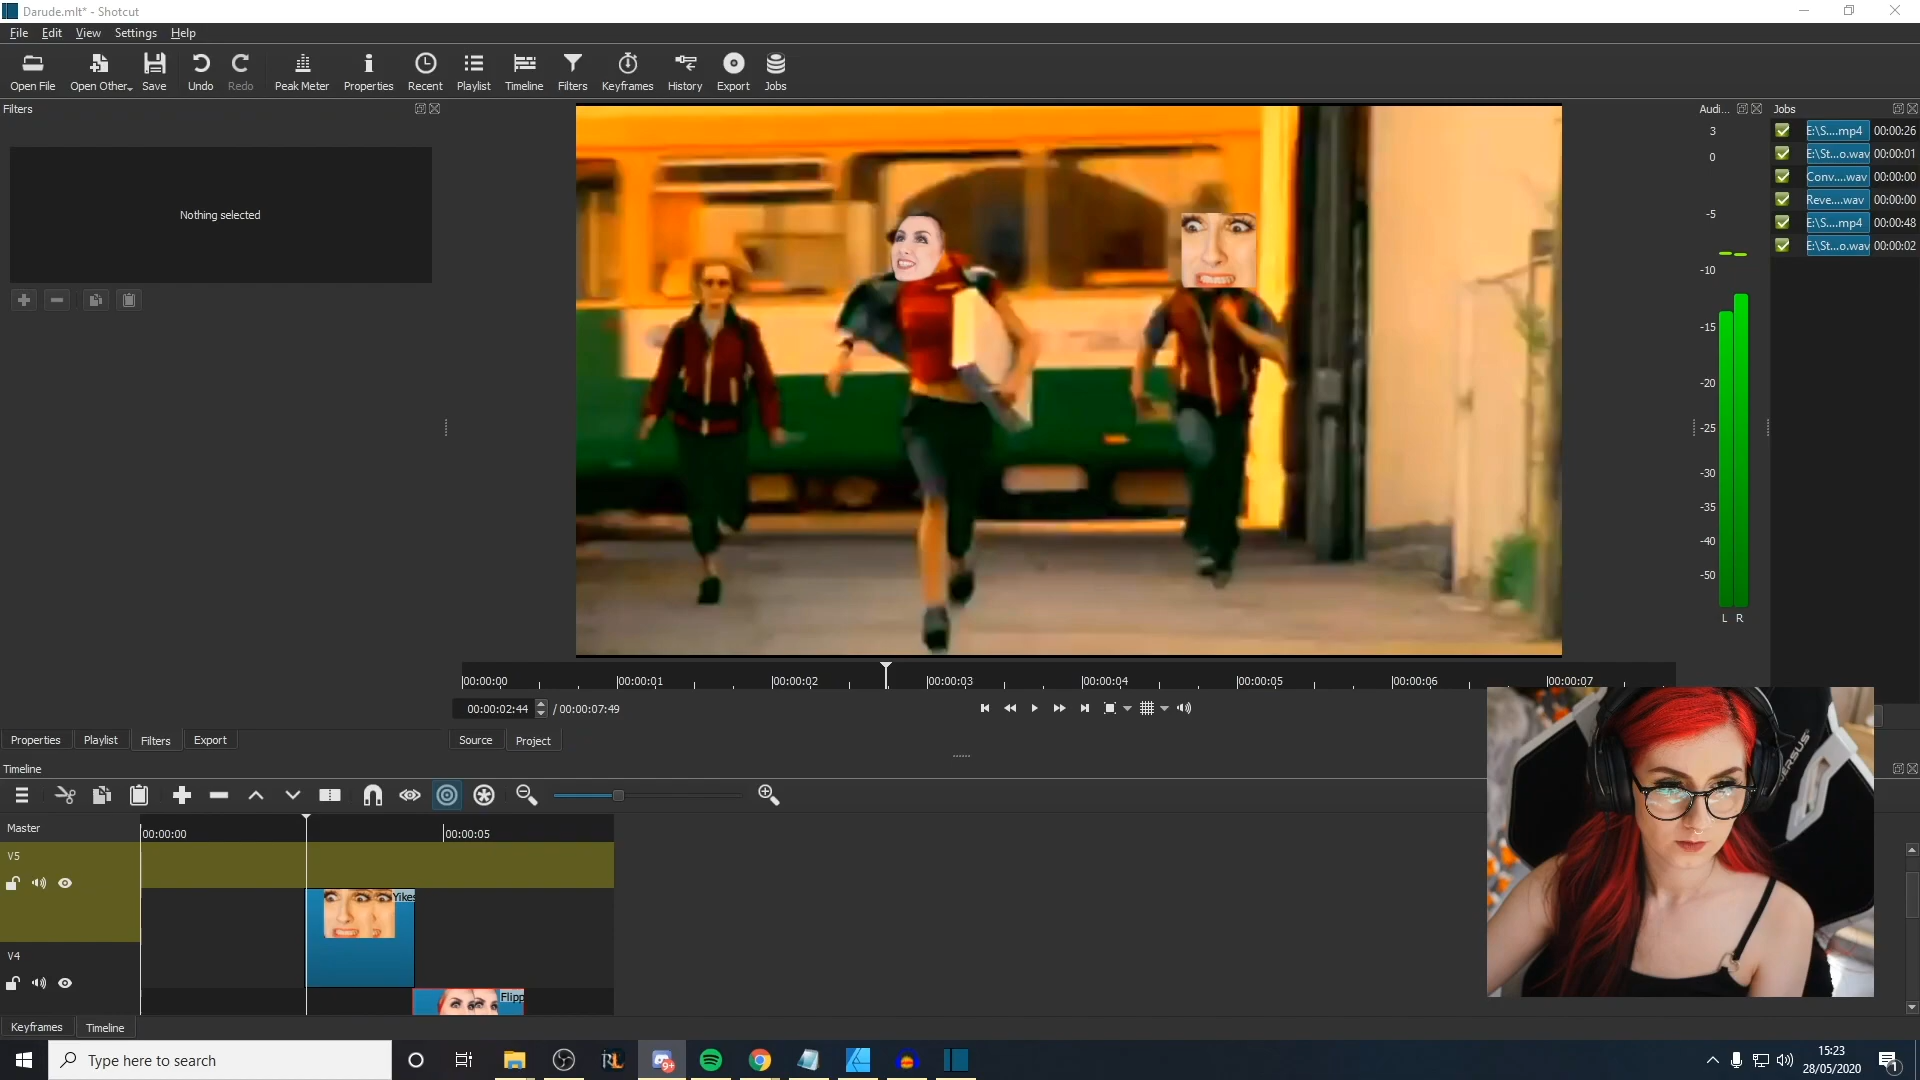 Darude.mlt* - Shotcut
File Edit View Settings Help
Open File Open Other Save Undo Redo Peak Meter Properties Recent Playlist Timeline Filters Keyframes History Export Jobs
Filters
Audi...
Jobs
Nothing selected
3
0
-5
-10
-15
-20
-25
-30
-35
-40
-50
L R
E:\S....mp4 00:00:26
E:\St...o.wav 00:00:01
Conv....wav 00:00:00
Reve....wav 00:00:00
E:\S....mp4 00:00:48
E:\St...o.wav 00:00:02
00:00:00 00:00:01 00:00:02 00:00:03 00:00:04 00:00:05 00:00:06 00:00:07
00:00:02:44 / 00:00:07:49
Properties Playlist Filters Export
Source Project
Timeline
Master
00:00:00 00:00:05
V5
Yikes
V4
Flipp
Keyframes Timeline
Type here to search
9+
15:23
28/05/2020
1